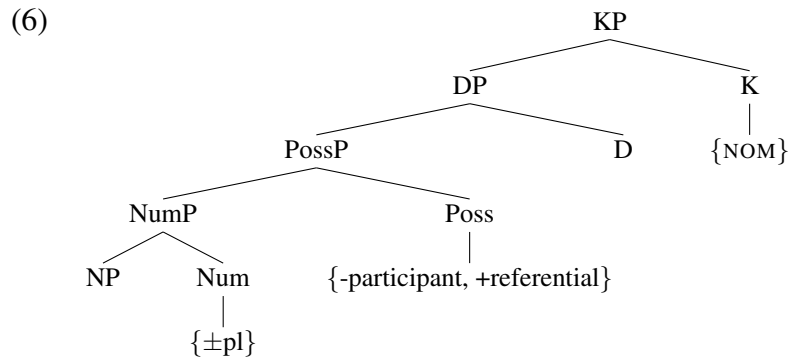 (6) KP
DP K
PossP D {NOM}
NumP Poss
NP Num {-participant, +referential}
{±pl}